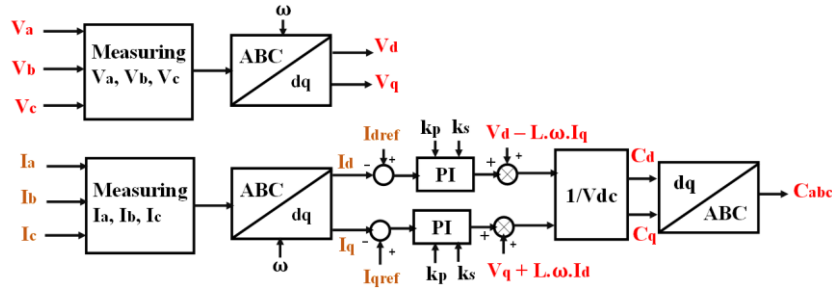 ω
Va
Vb
Vc
Measuring
Va, Vb, Vc
ABC
dq
Vd
Vq
Idref
kp
ks
Vd – L.ω.Iq
Ia
Ib
Ic
Measuring
Ia, Ib, Ic
ABC
dq
ω
Id
Iq
- +
PI
+ +
- +
PI
+ +
Iqref
kp
ks
Vq + L.ω.Id
1/Vdc
Cd
Cq
dq
ABC
Cabc